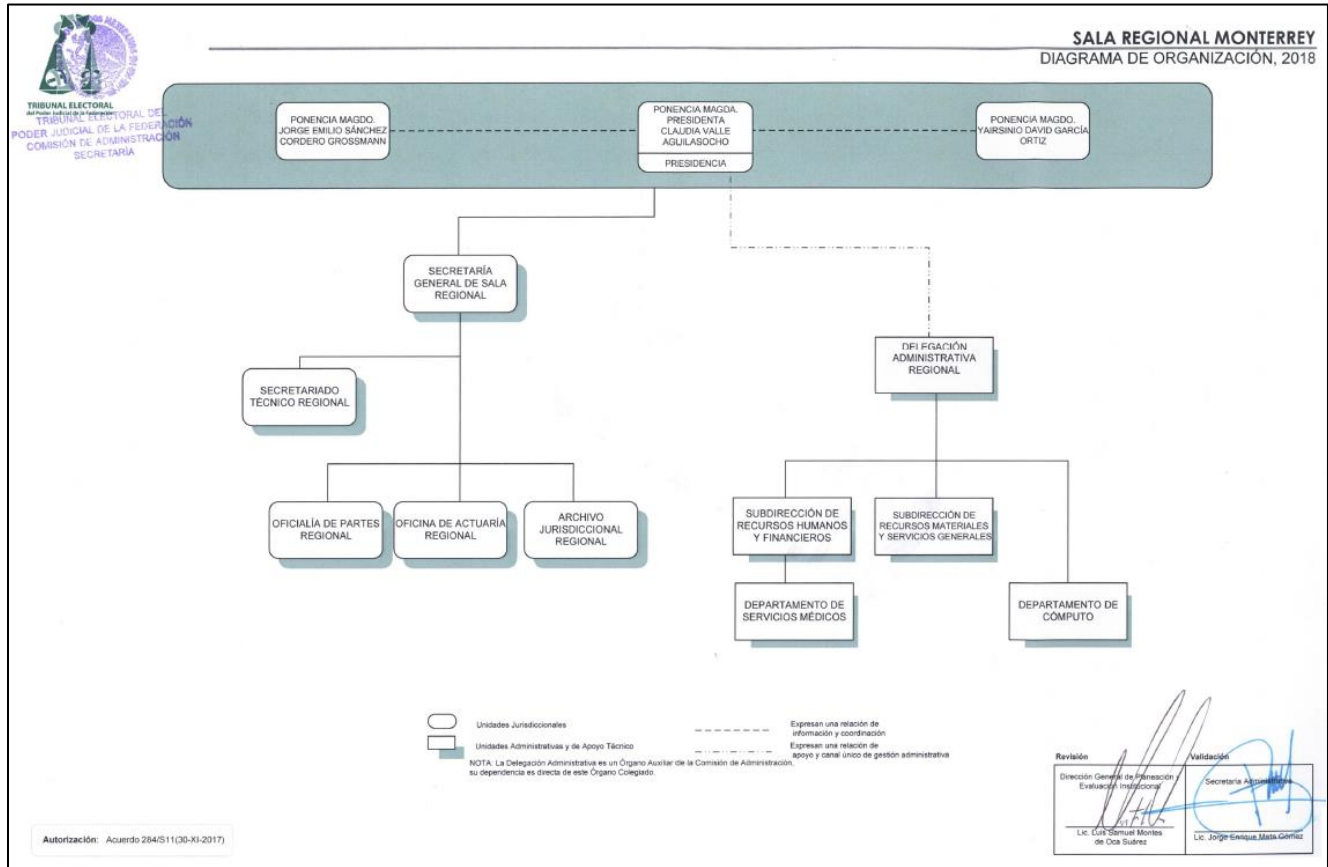 SALA REGIONAL MONTERREY
DIAGRAMA DE ORGANIZACIÓN, 2018
TRIBUNAL ELECTORAL
del Poder Judicial de la Federación
TRIBUNAL ELECTORAL DEL
PODER JUDICIAL DE LA FEDERACIÓN
COMISIÓN DE ADMINISTRACIÓN
SECRETARÍA
PONENCIA MAGDO.
JORGE EMILIO SÁNCHEZ
CORDERO GROSSMANN
PONENCIA MAGDA.
PRESIDENTA
CLAUDIA VALLE
AGUILASOCHO
PRESIDENCIA
PONENCIA MAGDO.
YAIRSINIO DAVID GARCÍA
ORTIZ
SECRETARÍA
GENERAL DE SALA
REGIONAL
DELEGACIÓN
ADMINISTRATIVA
REGIONAL
SECRETARIADO
TÉCNICO REGIONAL
OFICIALÍA DE PARTES
REGIONAL
OFICINA DE ACTUARÍA
REGIONAL
ARCHIVO
JURISDICCIONAL
REGIONAL
SUBDIRECCIÓN DE
RECURSOS HUMANOS
Y FINANCIEROS
SUBDIRECCIÓN DE
RECURSOS MATERIALES
Y SERVICIOS GENERALES
DEPARTAMENTO DE
SERVICIOS MÉDICOS
DEPARTAMENTO DE
CÓMPUTO
Unidades Jurisdiccionales
Unidades Administrativas y de Apoyo Técnico
Expresan una relación de
información y coordinación
Expresan una relación de
apoyo y canal único de gestión administrativa
NOTA: La Delegación Administrativa es un Órgano Auxiliar de la Comisión de Administración,
su dependencia es directa de este Órgano Colegiado.
Revisión
Validación
Dirección General de Planeación y
Evaluación Institucional
Secretaría Administrativa
Lic. Luis Samuel Montes
de Oca Suárez
Lic. Jorge Enrique Mata Gómez
Autorización: Acuerdo 284/S11(30-XI-2017)